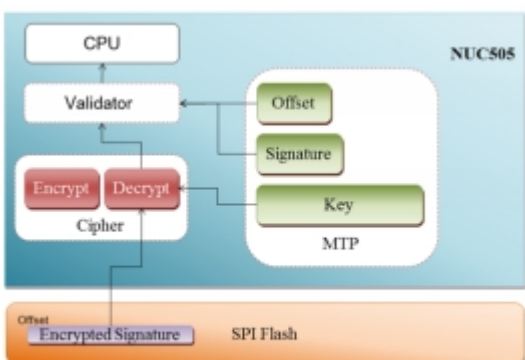 CPU
NUC505
Validator
Offset
Signature
Encrypt
Decrypt
Key
Cipher
MTP
Offset
Encrypted Signature
SPI Flash